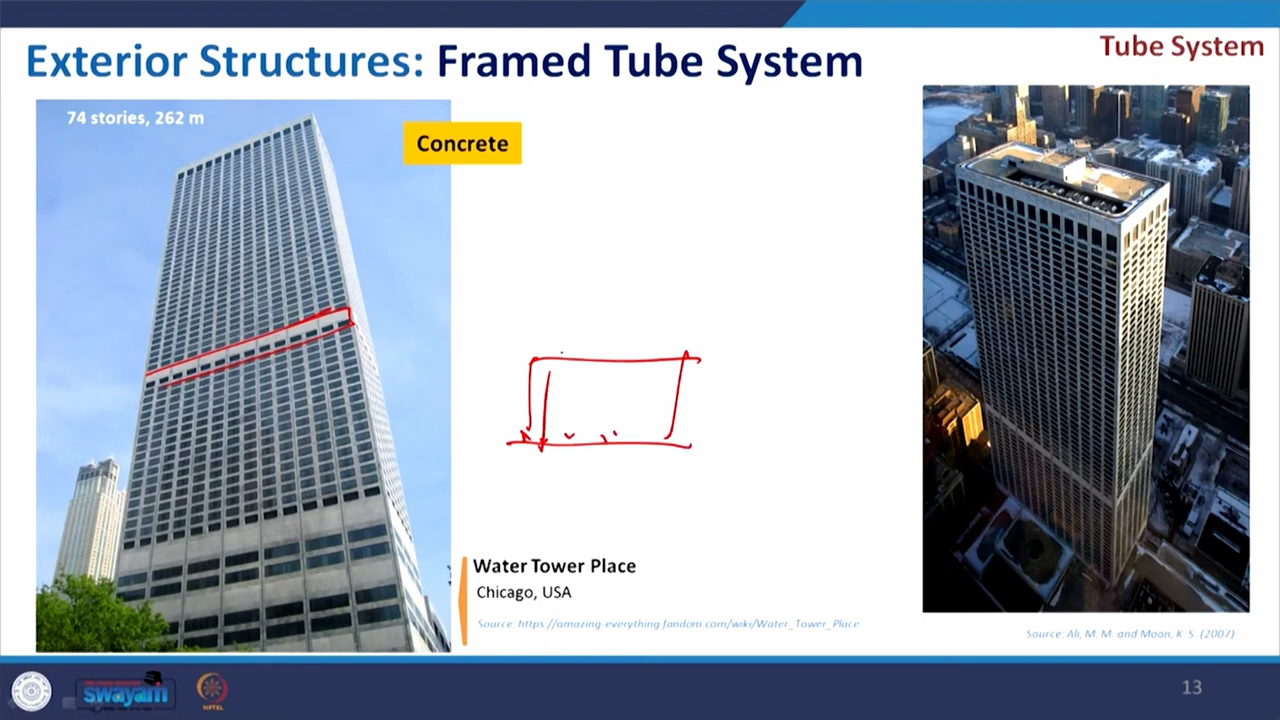 Exterior Structures: Framed Tube System
Tube System
74 stories, 262 m
Concrete
Water Tower Place
Chicago, USA
Source: https://amazing-everything.fandom.com/wiki/Water_Tower_Place
Source: Ali, M. M. and Moon, K. S. (2007)
swayam
NPTEL
13